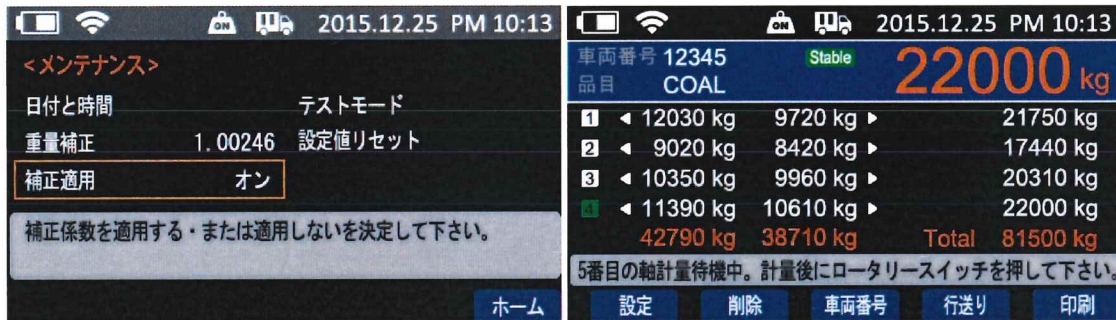 2015.12.25 PM 10:13
<メンテナンス>
日付と時間 テストモード
重量補正 1.00246 設定値リセット
補正適用 オン
補正係数を適用する・または適用しないを決定して下さい。
ホーム
ON 2015.12.25 PM 10:13
車両番号 12345 Stable 22000 kg
品目 COAL
1 ◀ 12030 kg 9720 kg ▶ 21750 kg
2 ◀ 9020 kg 8420 kg ▶ 17440 kg
3 ◀ 10350 kg 9960 kg ▶ 20310 kg
4 ◀ 11390 kg 10610 kg ▶ 22000 kg
42790 kg 38710 kg Total 81500 kg
5番目の軸計量待機中。計量後にロータリースイッチを押して下さい。
設定 削除 車両番号 行送り 印刷